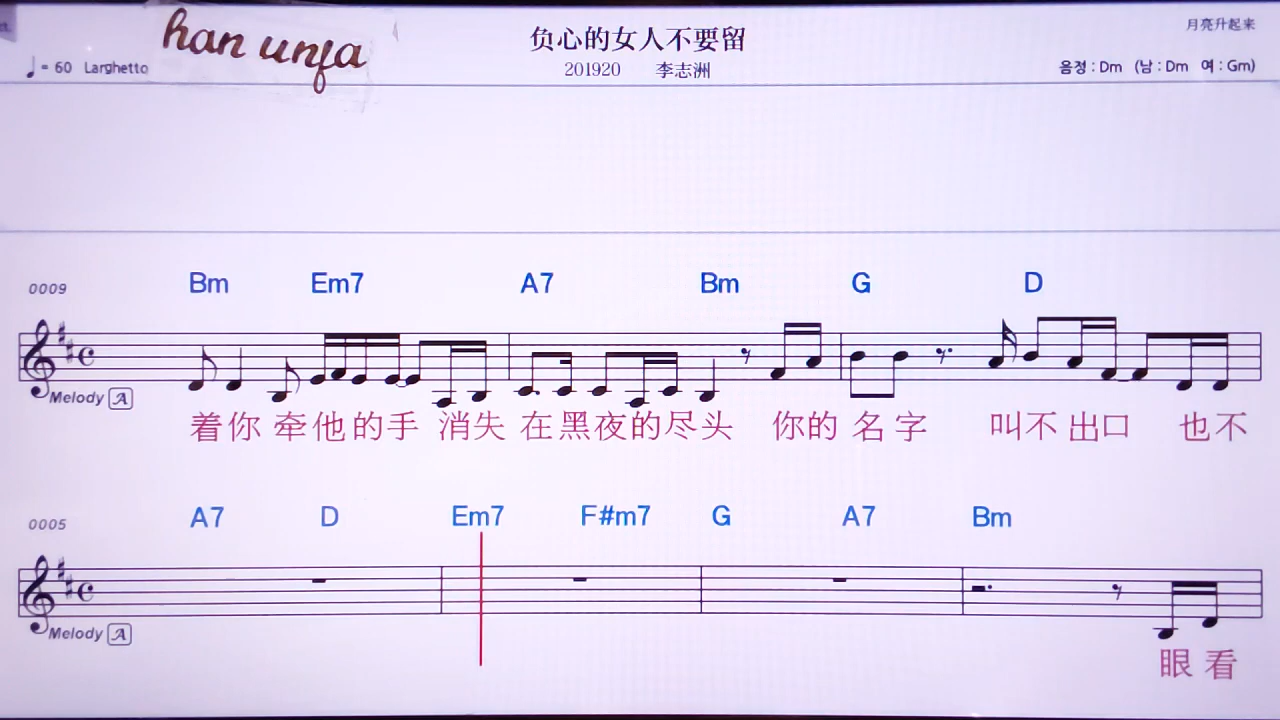 han unfa
负心的女人不要留
月亮升起来
♩= 60 Larghetto
201920 李志洲
음정 : Dm (남 : Dm 여 : Gm)
0009 Bm Em7 A7 Bm G D
Melody A
着你 牵他的手 消失 在黑夜的尽头 你的 名字 叫不出口 也不
0005 A7 D Em7 F#m7 G A7 Bm
Melody A
眼看